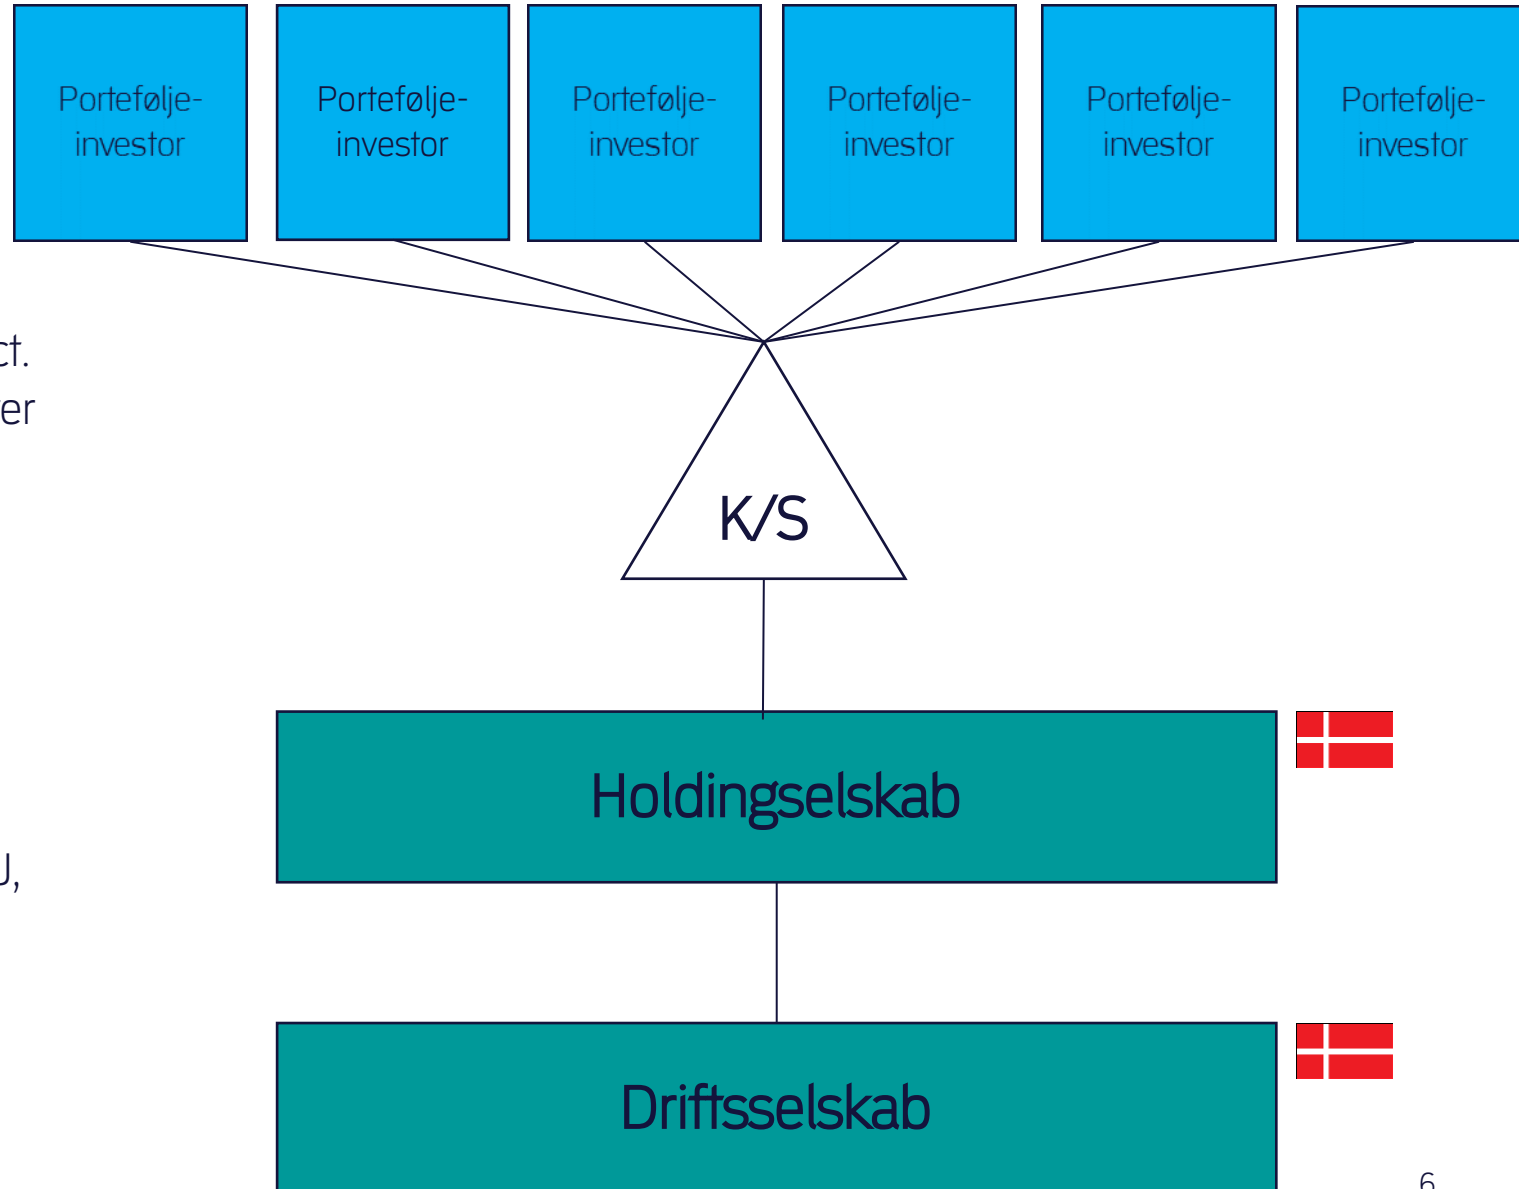 Portefølje-
investor
Portefølje-
investor
Portefølje-
investor
Portefølje-
investor
Portefølje-
investor
Portefølje-
investor
ct.
er
K/S
Holdingselskab
J,
Driftsselskab
6